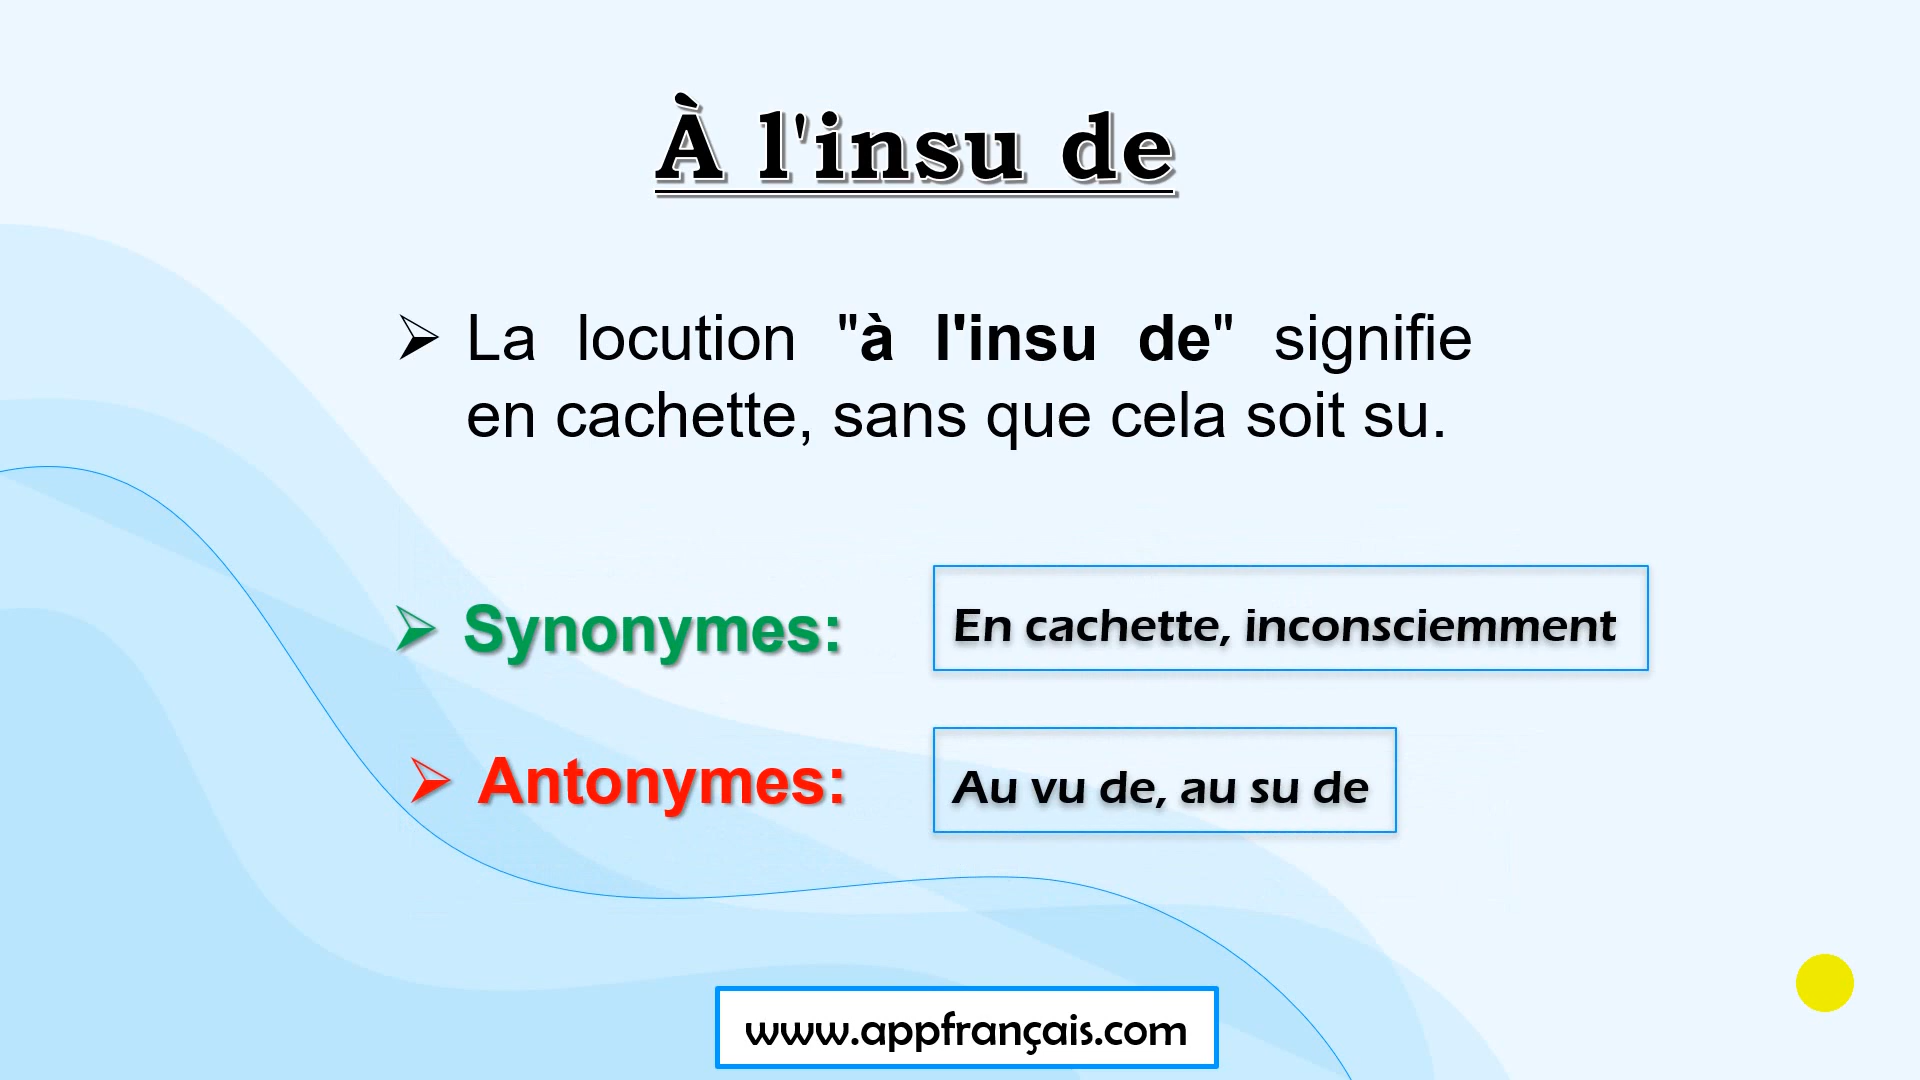 À l'insu de
La locution "à l'insu de" signifie
en cachette, sans que cela soit su.
Synonymes: En cachette, inconsciemment
Antonymes: Au vu de, au su de
www.appfrançais.com